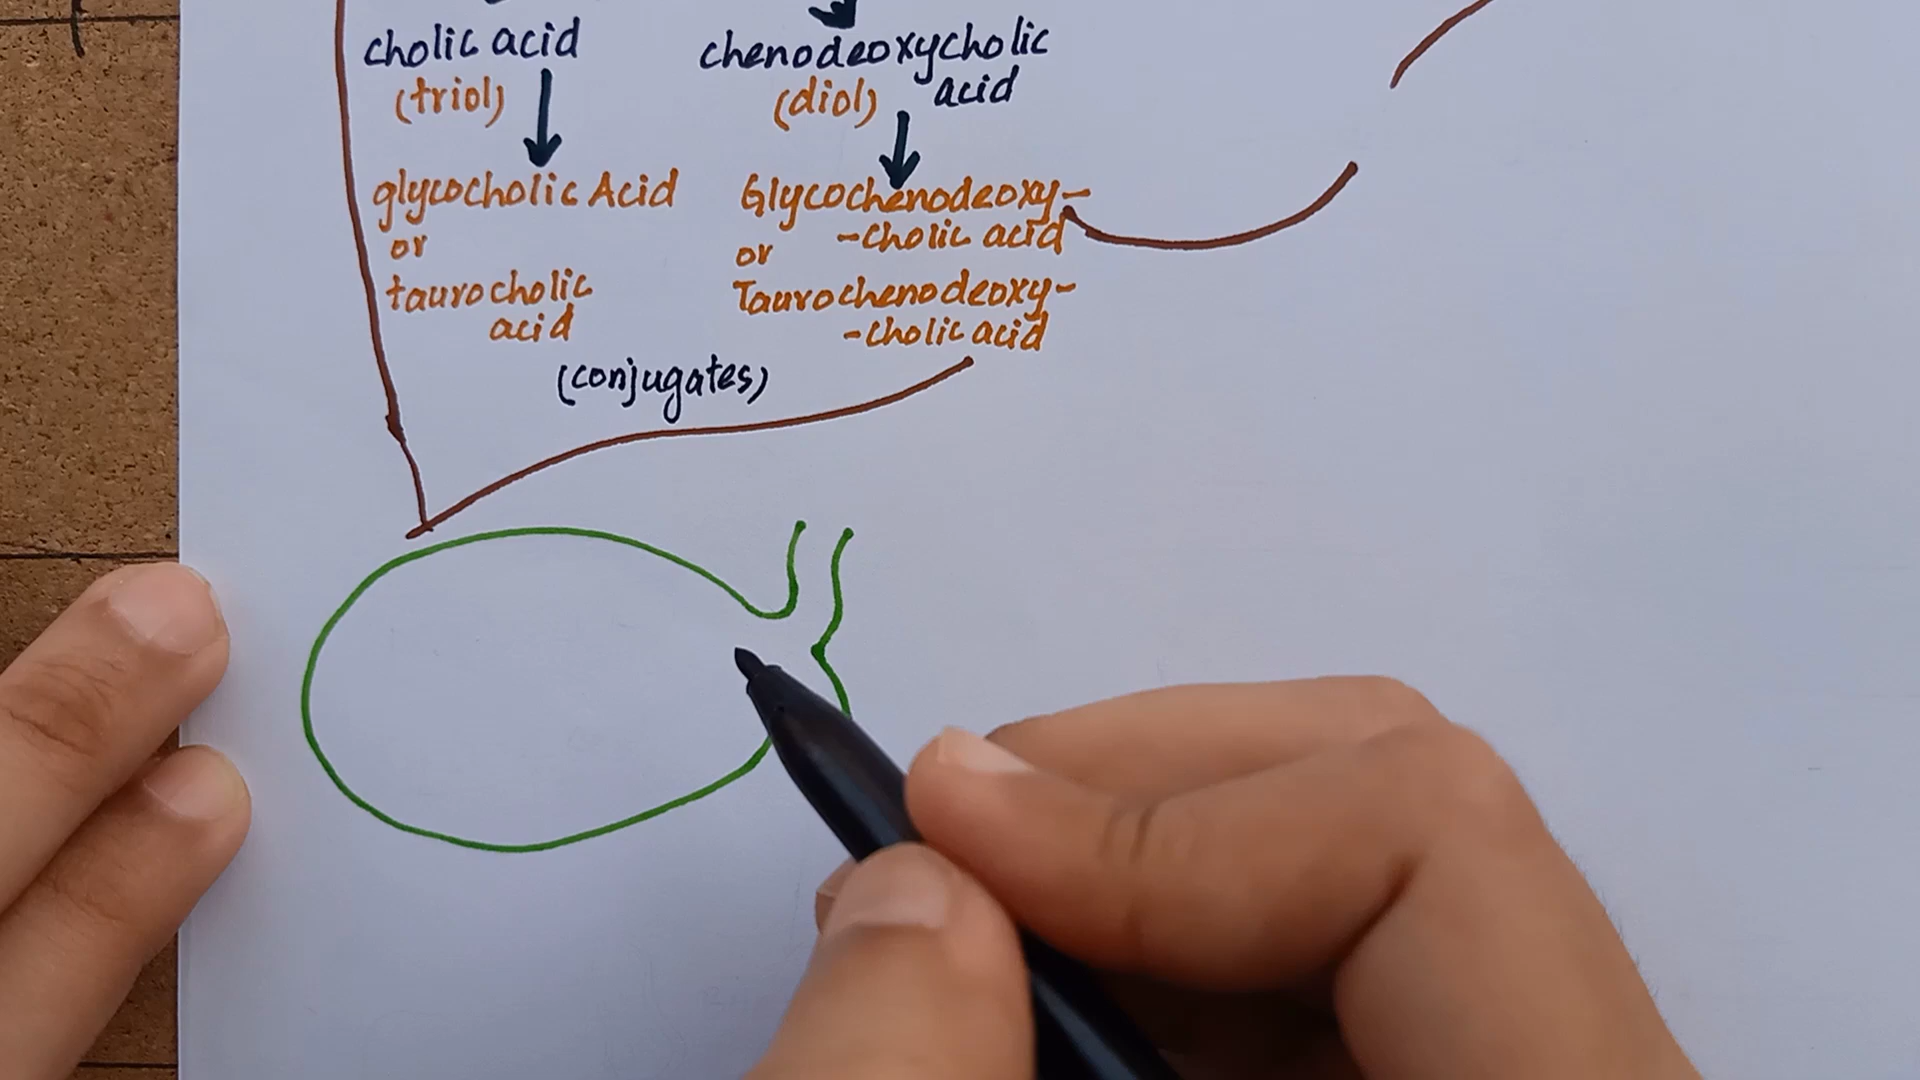 cholic acid
(triol)
glycocholic Acid
or
taurocholic
acid
chenodeoxycholic
acid
(diol)
Glycochenodeoxy-
-cholic acid
or
Taurochenodeoxy-
-cholic acid
(conjugates)